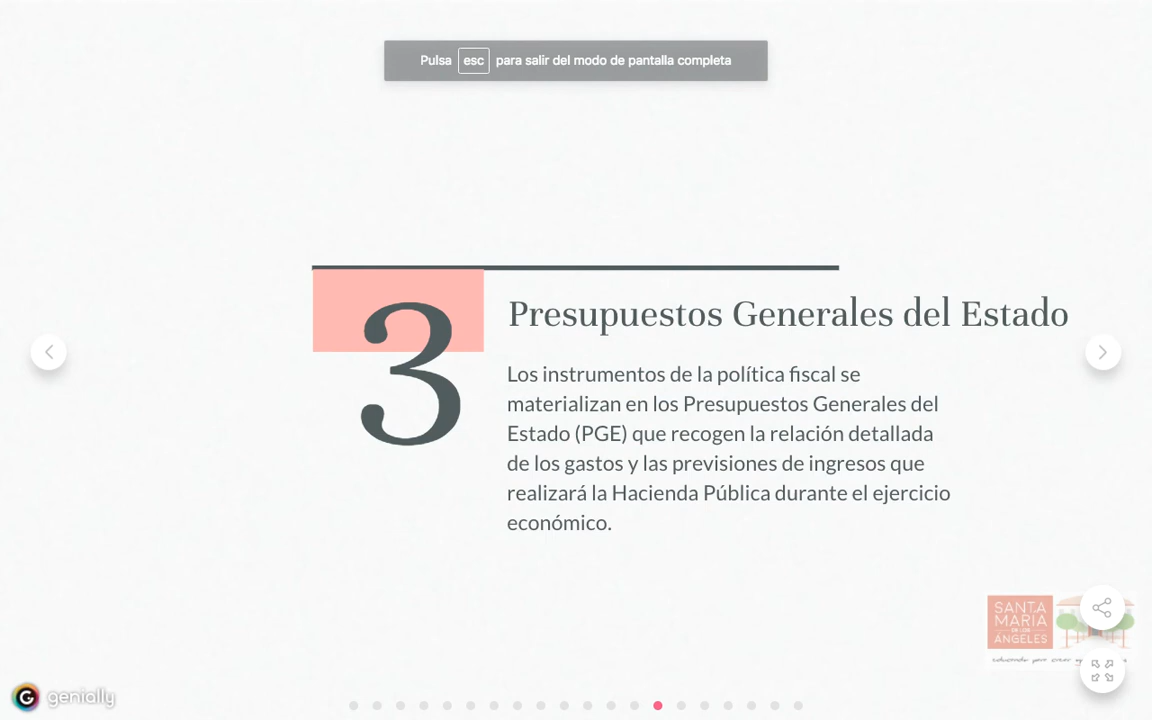 Pulsa esc para salir del modo de pantalla completa
3
Presupuestos Generales del Estado
Los instrumentos de la política fiscal se
materializan en los Presupuestos Generales del
Estado (PGE) que recogen la relación detallada
de los gastos y las previsiones de ingresos que
realizará la Hacienda Pública durante el ejercicio
económico.
SANTA
MARIA
DE LOS
ÁNGELES
genially